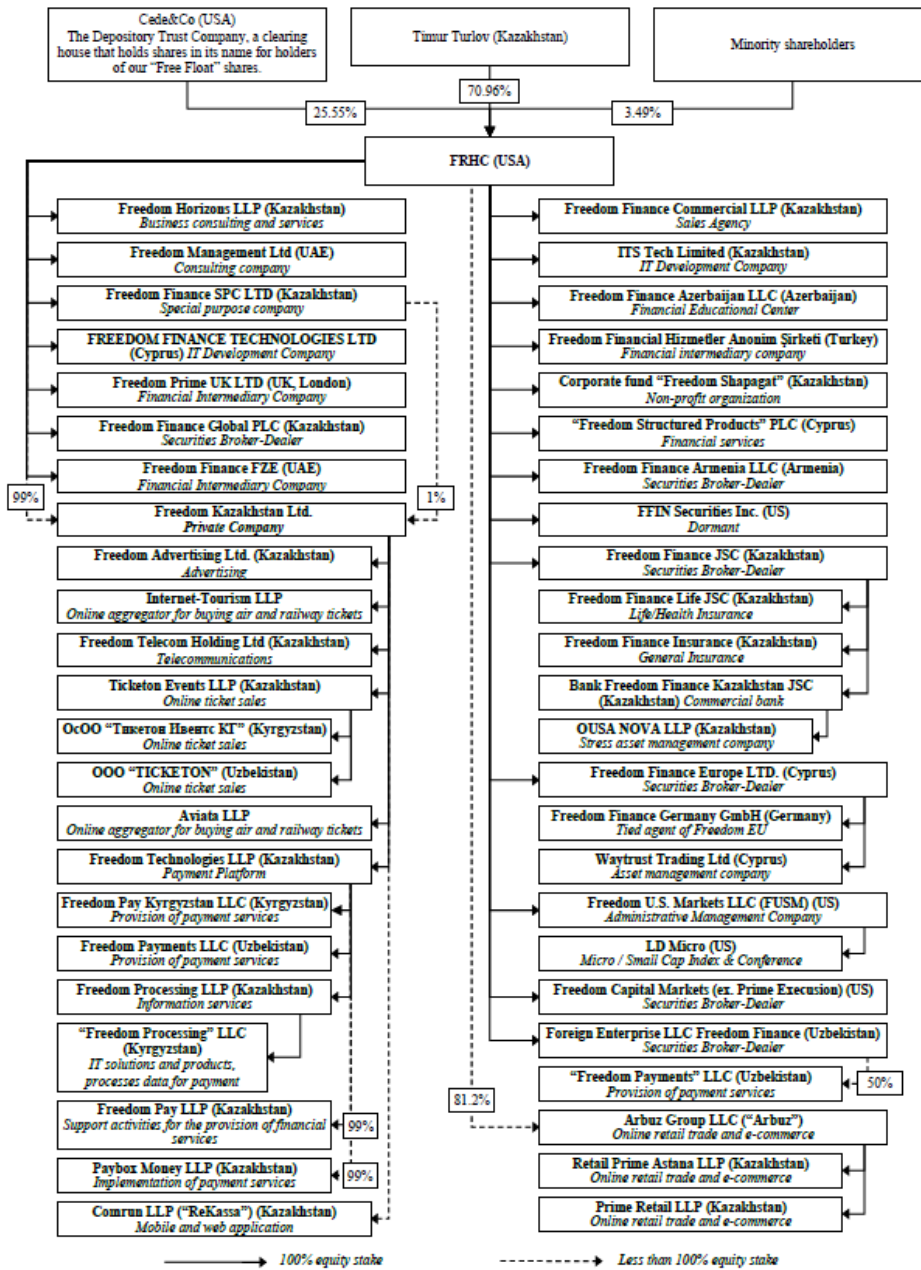 Cede&Co (USA)
The Depository Trust Company, a clearing
house that holds shares in its name for holders
of our “Free Float” shares.
Timur Turlov (Kazakhstan)
Minority shareholders
70.96%
25.55%
3.49%
FRHC (USA)
Freedom Horizons LLP (Kazakhstan)
Business consulting and services
Freedom Management Ltd (UAE)
Consulting company
Freedom Finance SPC LTD (Kazakhstan)
Special purpose company
FREEDOM FINANCE TECHNOLOGIES LTD
(Cyprus) IT Development Company
Freedom Prime UK LTD (UK, London)
Financial Intermediary Company
Freedom Finance Global PLC (Kazakhstan)
Securities Broker-Dealer
Freedom Finance FZE (UAE)
Financial Intermediary Company
99%
1%
Freedom Kazakhstan Ltd.
Private Company
Freedom Advertising Ltd. (Kazakhstan)
Advertising
Internet-Tourism LLP
Online aggregator for buying air and railway tickets
Freedom Telecom Holding Ltd (Kazakhstan)
Telecommunications
Ticketon Events LLP (Kazakhstan)
Online ticket sales
ОсОО “Тикетон Ивентс КГ” (Kyrgyzstan)
Online ticket sales
ООО “TICKETON” (Uzbekistan)
Online ticket sales
Aviata LLP
Online aggregator for buying air and railway tickets
Freedom Technologies LLP (Kazakhstan)
Payment Platform
Freedom Pay Kyrgyzstan LLC (Kyrgyzstan)
Provision of payment services
Freedom Payments LLC (Uzbekistan)
Provision of payment services
Freedom Processing LLP (Kazakhstan)
Information services
“Freedom Processing” LLC
(Kyrgyzstan)
IT solutions and products,
processes data for payment
Freedom Pay LLP (Kazakhstan)
Support activities for the provision of financial
services
99%
Paybox Money LLP (Kazakhstan)
Implementation of payment services
99%
Comrun LLP (“ReKassa”) (Kazakhstan)
Mobile and web application
Freedom Finance Commercial LLP (Kazakhstan)
Sales Agency
ITS Tech Limited (Kazakhstan)
IT Development Company
Freedom Finance Azerbaijan LLC (Azerbaijan)
Financial Educational Center
Freedom Financial Hizmetler Anonim Şirketi (Turkey)
Financial intermediary company
Corporate fund “Freedom Shapagat” (Kazakhstan)
Non-profit organization
“Freedom Structured Products” PLC (Cyprus)
Financial services
Freedom Finance Armenia LLC (Armenia)
Securities Broker-Dealer
FFIN Securities Inc. (US)
Dormant
Freedom Finance JSC (Kazakhstan)
Securities Broker-Dealer
Freedom Finance Life JSC (Kazakhstan)
Life/Health Insurance
Freedom Finance Insurance (Kazakhstan)
General Insurance
Bank Freedom Finance Kazakhstan JSC
(Kazakhstan) Commercial bank
OUSA NOVA LLP (Kazakhstan)
Stress asset management company
Freedom Finance Europe LTD. (Cyprus)
Securities Broker-Dealer
Freedom Finance Germany GmbH (Germany)
Tied agent of Freedom EU
Waytrust Trading Ltd (Cyprus)
Asset management company
Freedom U.S. Markets LLC (FUSM) (US)
Administrative Management Company
LD Micro (US)
Micro / Small Cap Index & Conference
Freedom Capital Markets (ex. Prime Execusion) (US)
Securities Broker-Dealer
Foreign Enterprise LLC Freedom Finance (Uzbekistan)
Securities Broker-Dealer
“Freedom Payments” LLC (Uzbekistan)
Provision of payment services
50%
81.2%
Arbuz Group LLC (“Arbuz”)
Online retail trade and e-commerce
Retail Prime Astana LLP (Kazakhstan)
Online retail trade and e-commerce
Prime Retail LLP (Kazakhstan)
Online retail trade and e-commerce
100% equity stake
Less than 100% equity stake